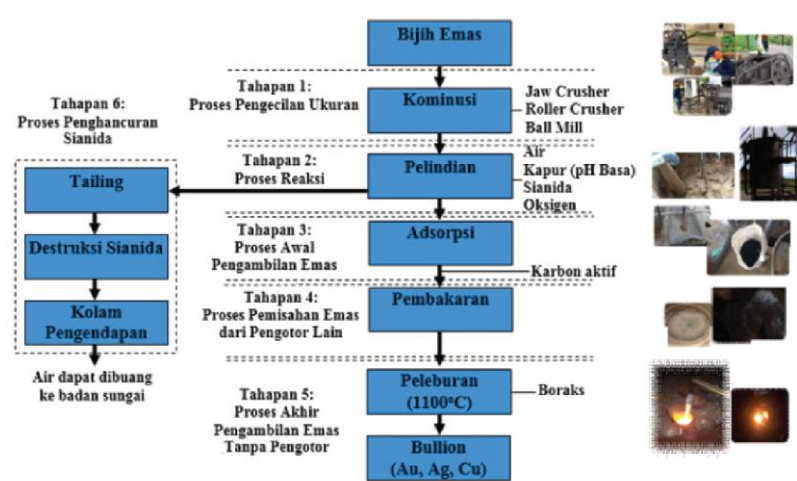 Bijih Emas
Tahapan 1:
Proses Pengecilan Ukuran
Kominusi
Jaw Crusher
Roller Crusher
Ball Mill
Tahapan 6:
Proses Penghancuran
Sianida
Tahapan 2:
Proses Reaksi
Pelindian
Air
Kapur (pH Basa)
Sianida
Oksigen
Tailing
Destruksi Sianida
Kolam
Pengendapan
Air dapat dibuang
ke badan sungai
Tahapan 3:
Proses Awal
Pengambilan Emas
Adsorpsi
Karbon aktif
Tahapan 4:
Proses Pemisahan Emas
dari Pengotor Lain
Pembakaran
Tahapan 5:
Proses Akhir
Pengambilan Emas
Tanpa Pengotor
Peleburan
(1100°C)
Boraks
Bullion
(Au, Ag, Cu)